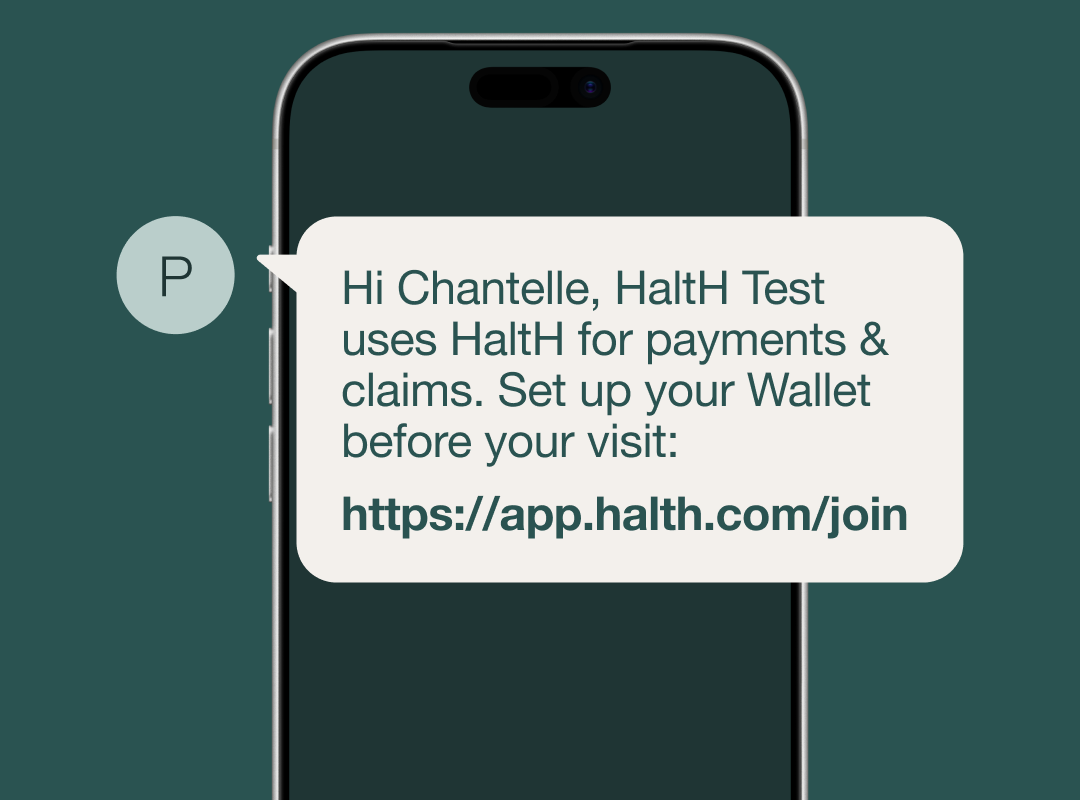 P
Hi Chantelle, HaltH Test
uses HaltH for payments &
claims. Set up your Wallet
before your visit:
https://app.halth.com/join